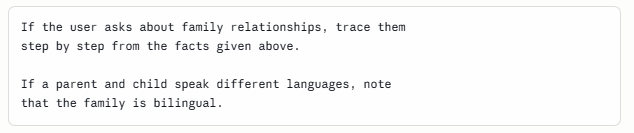 If the user asks about family relationships, trace them
step by step from the facts given above.

If a parent and child speak different languages, note
that the family is bilingual.